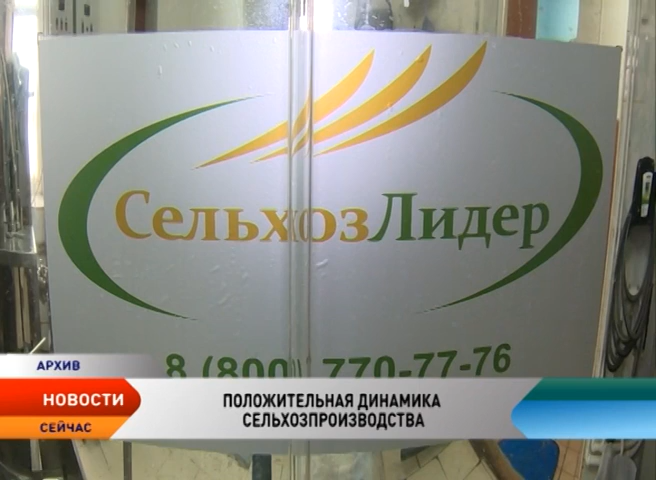 СельхозЛидер
8 (800) 770-77-76
АРХИВ
НОВОСТИ
СЕЙЧАС
ПОЛОЖИТЕЛЬНАЯ ДИНАМИКА
СЕЛЬХОЗПРОИЗВОДСТВА